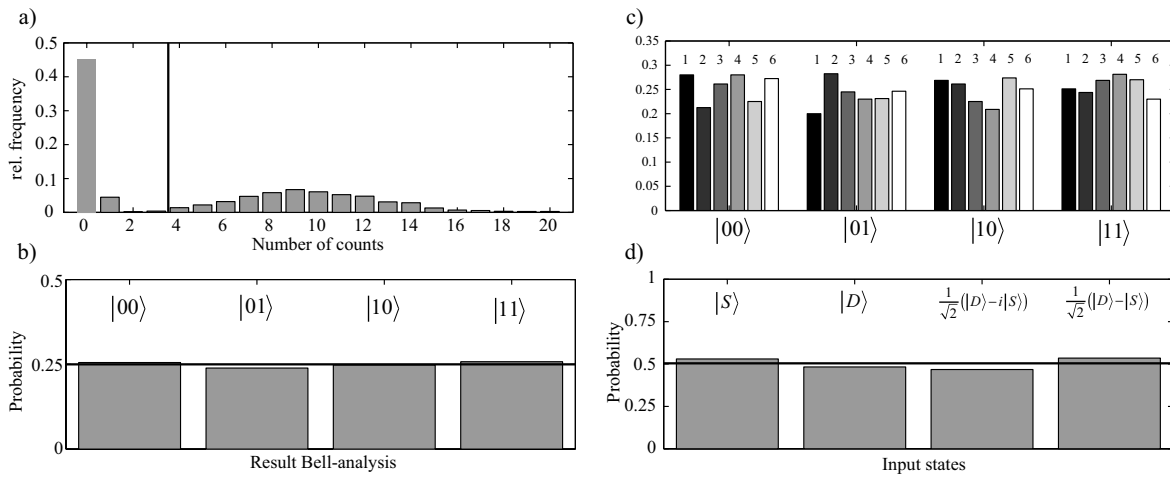 a)
0.5
0.4
0.3
0.2
0.1
0
rel. frequency
0 2 4 6 8 10 12 14 16 18 20
Number of counts
b)
0.5
0.25
0
Probability
|00⟩ |01⟩ |10⟩ |11⟩
Result Bell-analysis
c)
0.35
0.3
0.25
0.2
0.15
0.1
0.05
0
1 2 3 4 5 6 1 2 3 4 5 6 1 2 3 4 5 6 1 2 3 4 5 6
|00⟩ |01⟩ |10⟩ |11⟩
d)
1
0.75
0.5
0.25
0
Probability
|S⟩ |D⟩ 1/√2(|D⟩−i|S⟩) 1/√2(|D⟩−|S⟩)
Input states